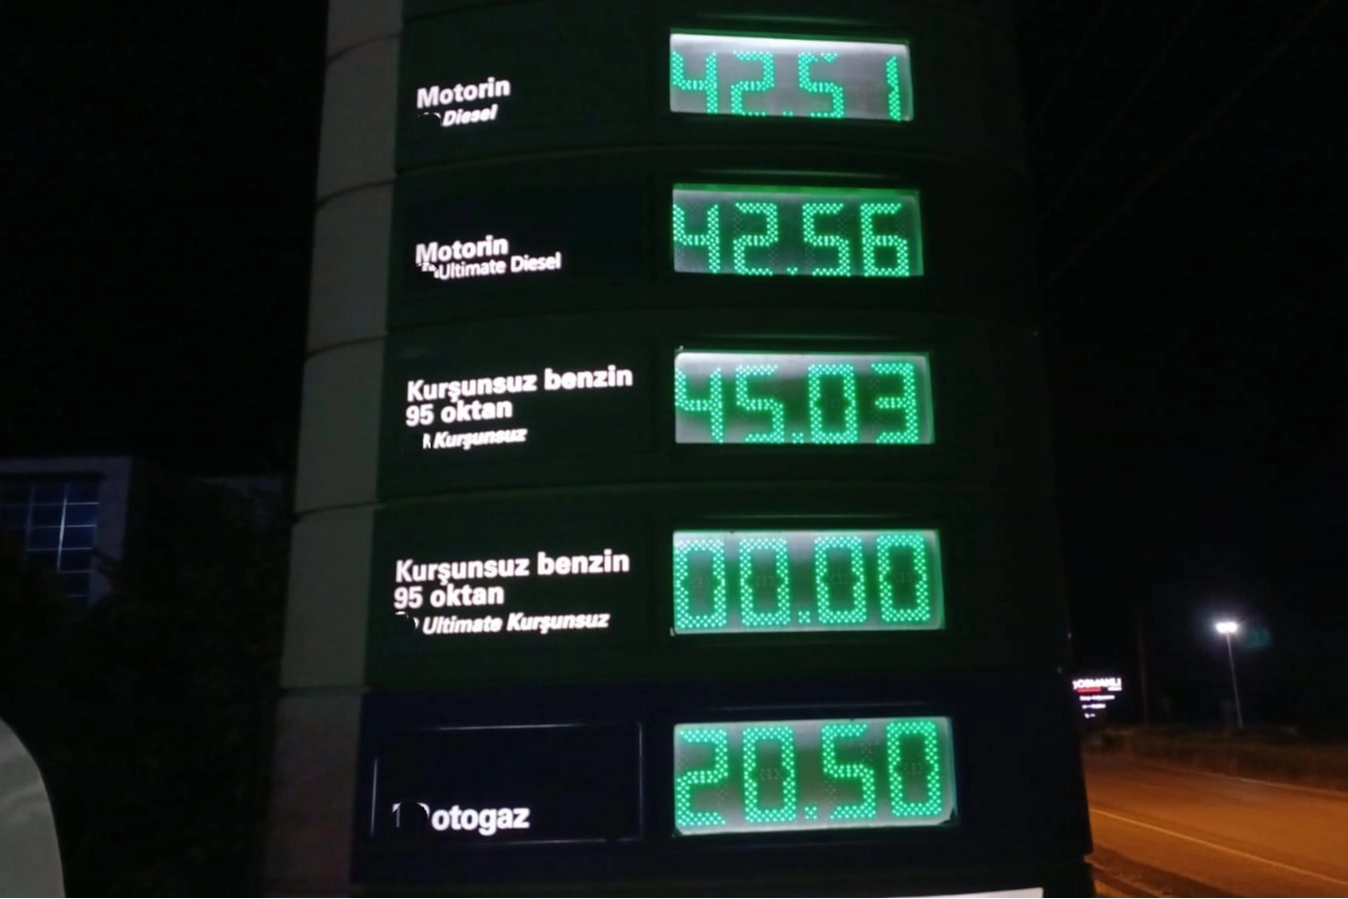 Motorin
Diesel
42.51
Motorin
Ultimate Diesel
42.56
Kurşunsuz benzin
95 oktan
Kurşunsuz
45.03
Kurşunsuz benzin
95 oktan
Ultimate Kurşunsuz
00.00
otogaz
20.50
OSMANLI